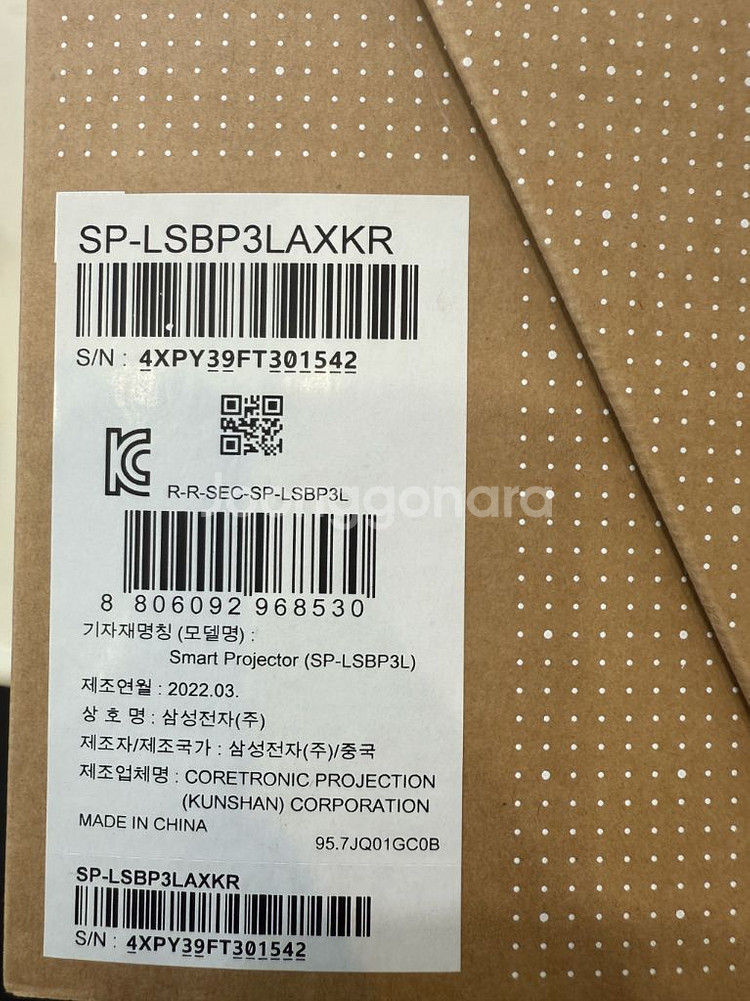 SP-LSBP3LAXKR
S/N : 4XPY39FT301542
R-R-SEC-SP-LSBP3L
Joonggonara
8 806092 968530
기자재명칭 (모델명) :
Smart Projector (SP-LSBP3L)
제조연월 : 2022.03.
상 호 명 : 삼성전자(주)
제조자/제조국가 : 삼성전자(주)/중국
제조업체명 : CORETRONIC PROJECTION
(KUNSHAN) CORPORATION
MADE IN CHINA
95.7JQ01GC0B
SP-LSBP3LAXKR
S/N : 4XPY39FT301542